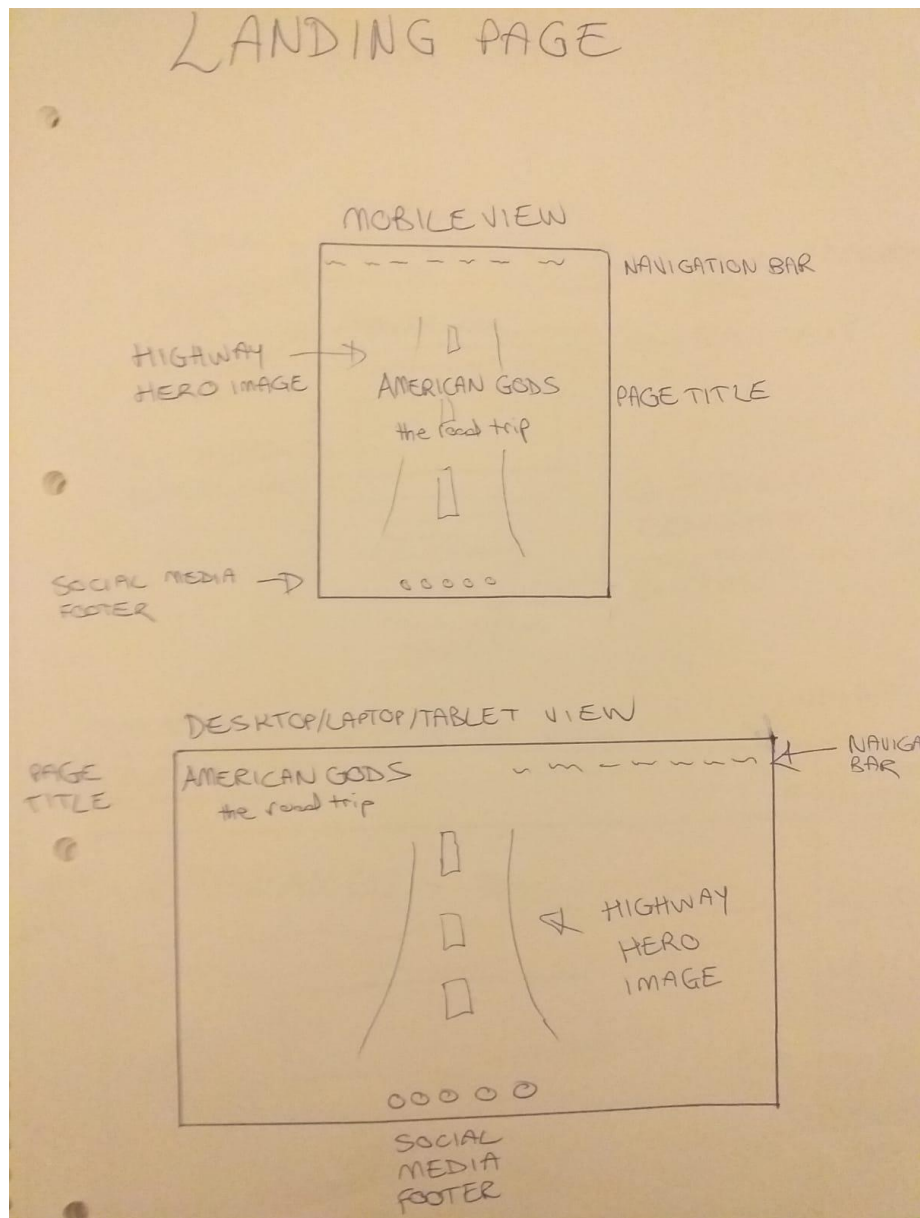 LANDING PAGE
MOBILE VIEW
NAVIGATION BAR
HIGHWAY
HERO IMAGE
AMERICAN GODS
the road trip
PAGE TITLE
SOCIAL MEDIA
FOOTER
DESKTOP/LAPTOP/TABLET VIEW
PAGE
TITLE
AMERICAN GODS
the road trip
NAVIGA
BAR
HIGHWAY
HERO
IMAGE
SOCIAL
MEDIA
FOOTER